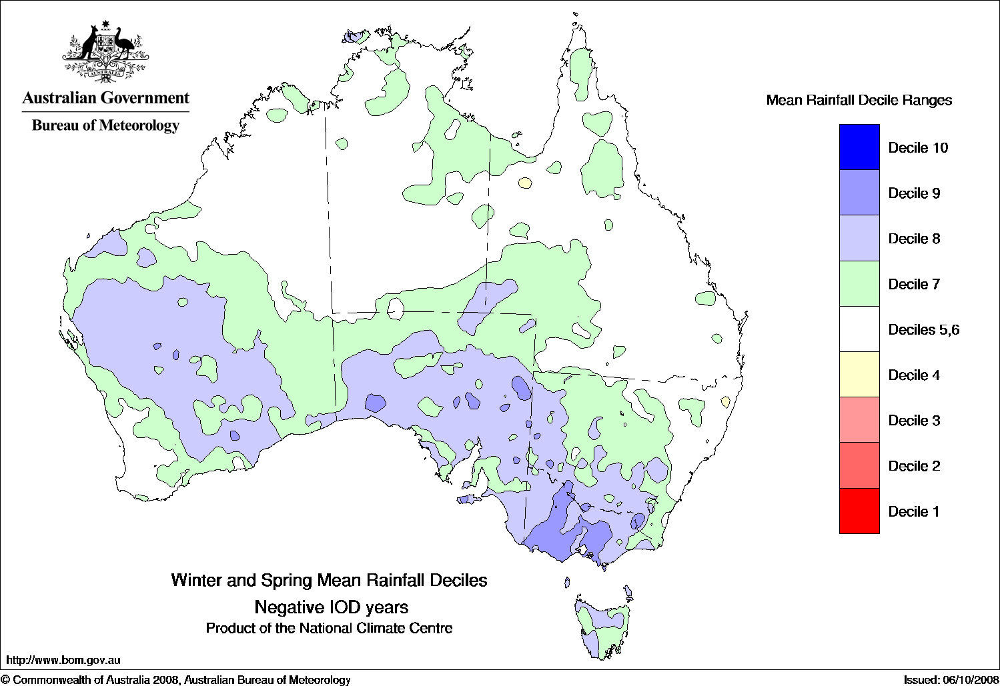 AUSTRALIA
Australian Government
Bureau of Meteorology
Mean Rainfall Decile Ranges
Decile 10
Decile 9
Decile 8
Decile 7
Deciles 5,6
Decile 4
Decile 3
Decile 2
Decile 1
Winter and Spring Mean Rainfall Deciles
Negative IOD years
Product of the National Climate Centre
http://www.bom.gov.au
© Commonwealth of Australia 2008, Australian Bureau of Meteorology
Issued: 06/10/2008